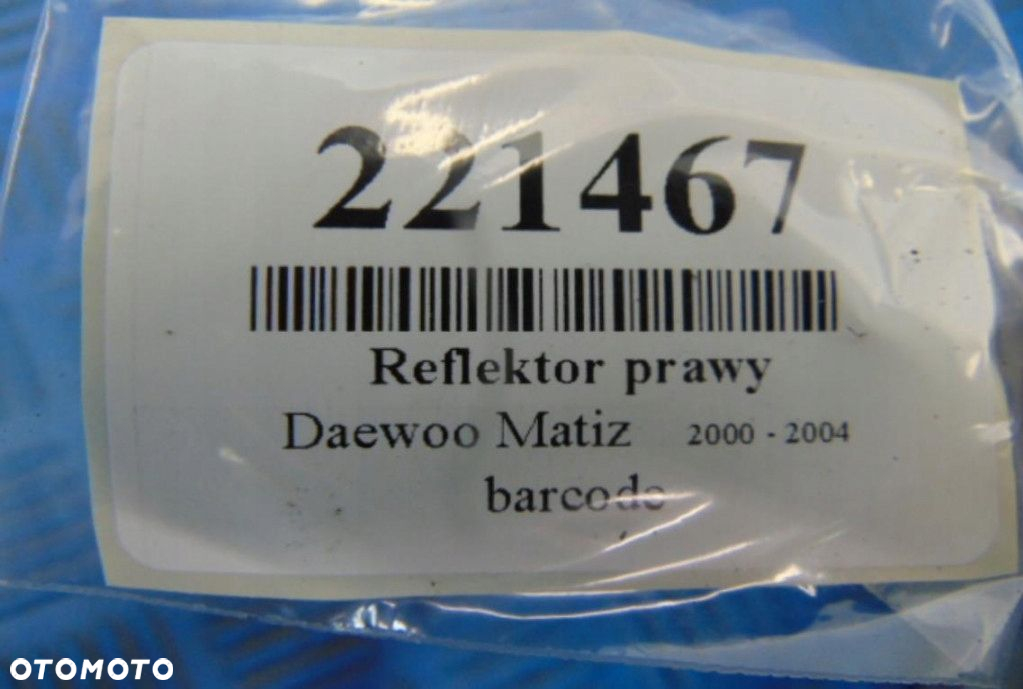 221467
Reflektor prawy
Daewoo Matiz 2000 - 2004
barcode
OTOMOTO